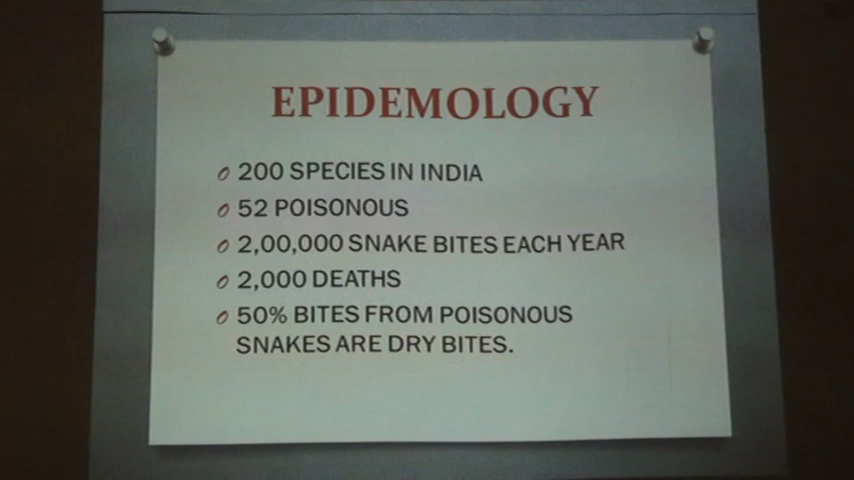 EPIDEMOLOGY
200 SPECIES IN INDIA
52 POISONOUS
2,00,000 SNAKE BITES EACH YEAR
2,000 DEATHS
50% BITES FROM POISONOUS
SNAKES ARE DRY BITES.